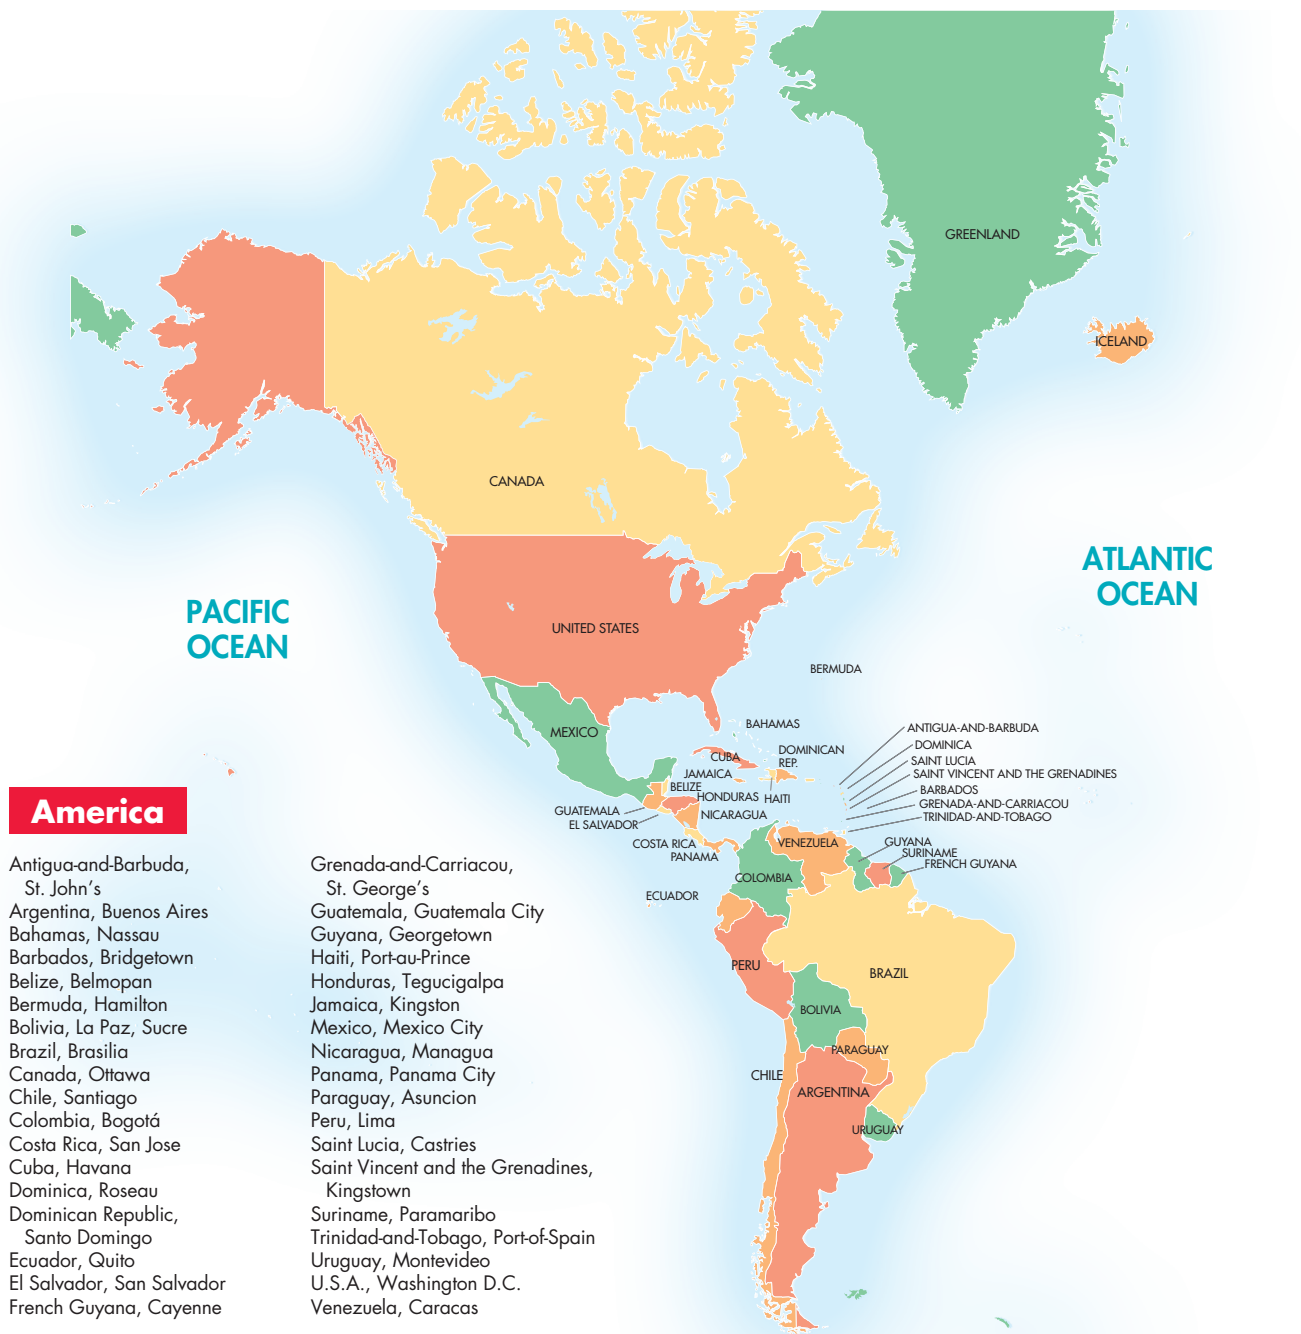 GREENLAND
ICELAND
CANADA
ATLANTIC
OCEAN
PACIFIC
OCEAN
UNITED STATES
BERMUDA
MEXICO
BAHAMAS
CUBA
DOMINICAN
REP.
JAMAICA
BELIZE
HONDURAS
HAITI
GUATEMALA
NICARAGUA
EL SALVADOR
COSTA RICA
PANAMA
ANTIGUA-AND-BARBUDA
DOMINICA
SAINT LUCIA
SAINT VINCENT AND THE GRENADINES
BARBADOS
GRENADA-AND-CARRIACOU
TRINIDAD-AND-TOBAGO
VENEZUELA
GUYANA
SURINAME
FRENCH GUYANA
COLOMBIA
ECUADOR
PERU
BRAZIL
BOLIVIA
PARAGUAY
CHILE
ARGENTINA
URUGUAY
America
Antigua-and-Barbuda,
St. John's
Argentina, Buenos Aires
Bahamas, Nassau
Barbados, Bridgetown
Belize, Belmopan
Bermuda, Hamilton
Bolivia, La Paz, Sucre
Brazil, Brasilia
Canada, Ottawa
Chile, Santiago
Colombia, Bogotá
Costa Rica, San Jose
Cuba, Havana
Dominica, Roseau
Dominican Republic,
Santo Domingo
Ecuador, Quito
El Salvador, San Salvador
French Guyana, Cayenne
Grenada-and-Carriacou,
St. George's
Guatemala, Guatemala City
Guyana, Georgetown
Haiti, Port-au-Prince
Honduras, Tegucigalpa
Jamaica, Kingston
Mexico, Mexico City
Nicaragua, Managua
Panama, Panama City
Paraguay, Asuncion
Peru, Lima
Saint Lucia, Castries
Saint Vincent and the Grenadines,
Kingstown
Suriname, Paramaribo
Trinidad-and-Tobago, Port-of-Spain
Uruguay, Montevideo
U.S.A., Washington D.C.
Venezuela, Caracas